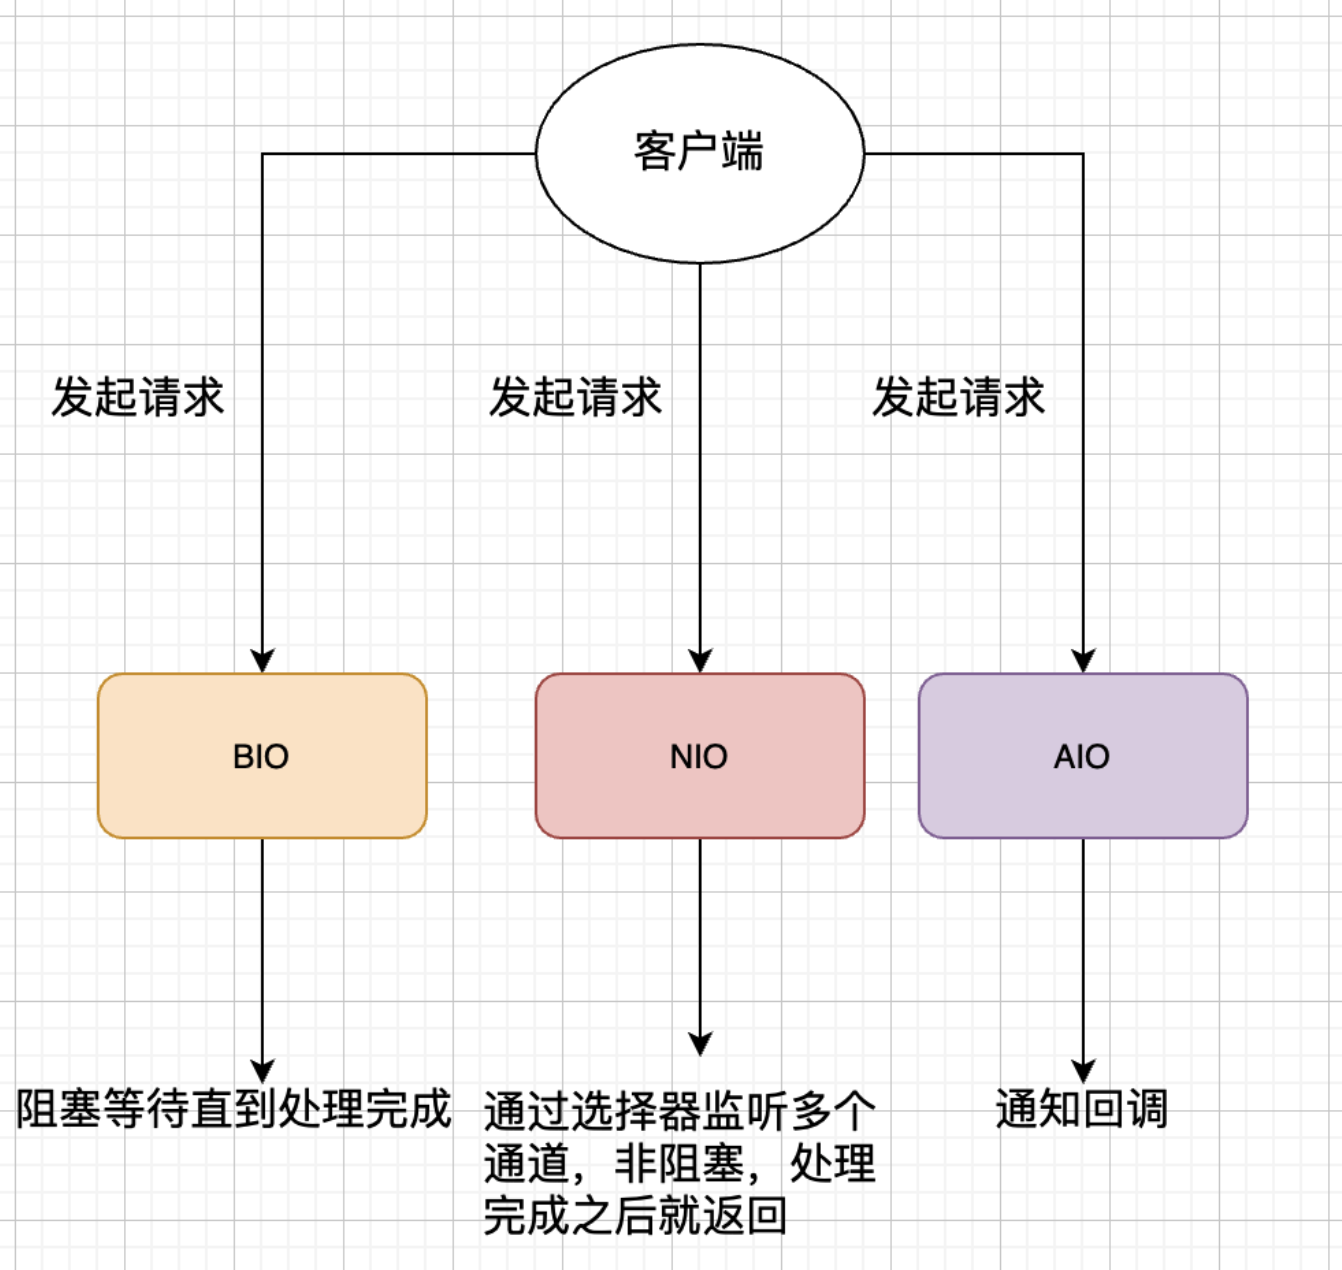 客户端
发起请求
发起请求
发起请求
BIO
NIO
AIO
阻塞等待直到处理完成
通过选择器监听多个
通道，非阻塞，处理
完成之后就返回
通知回调